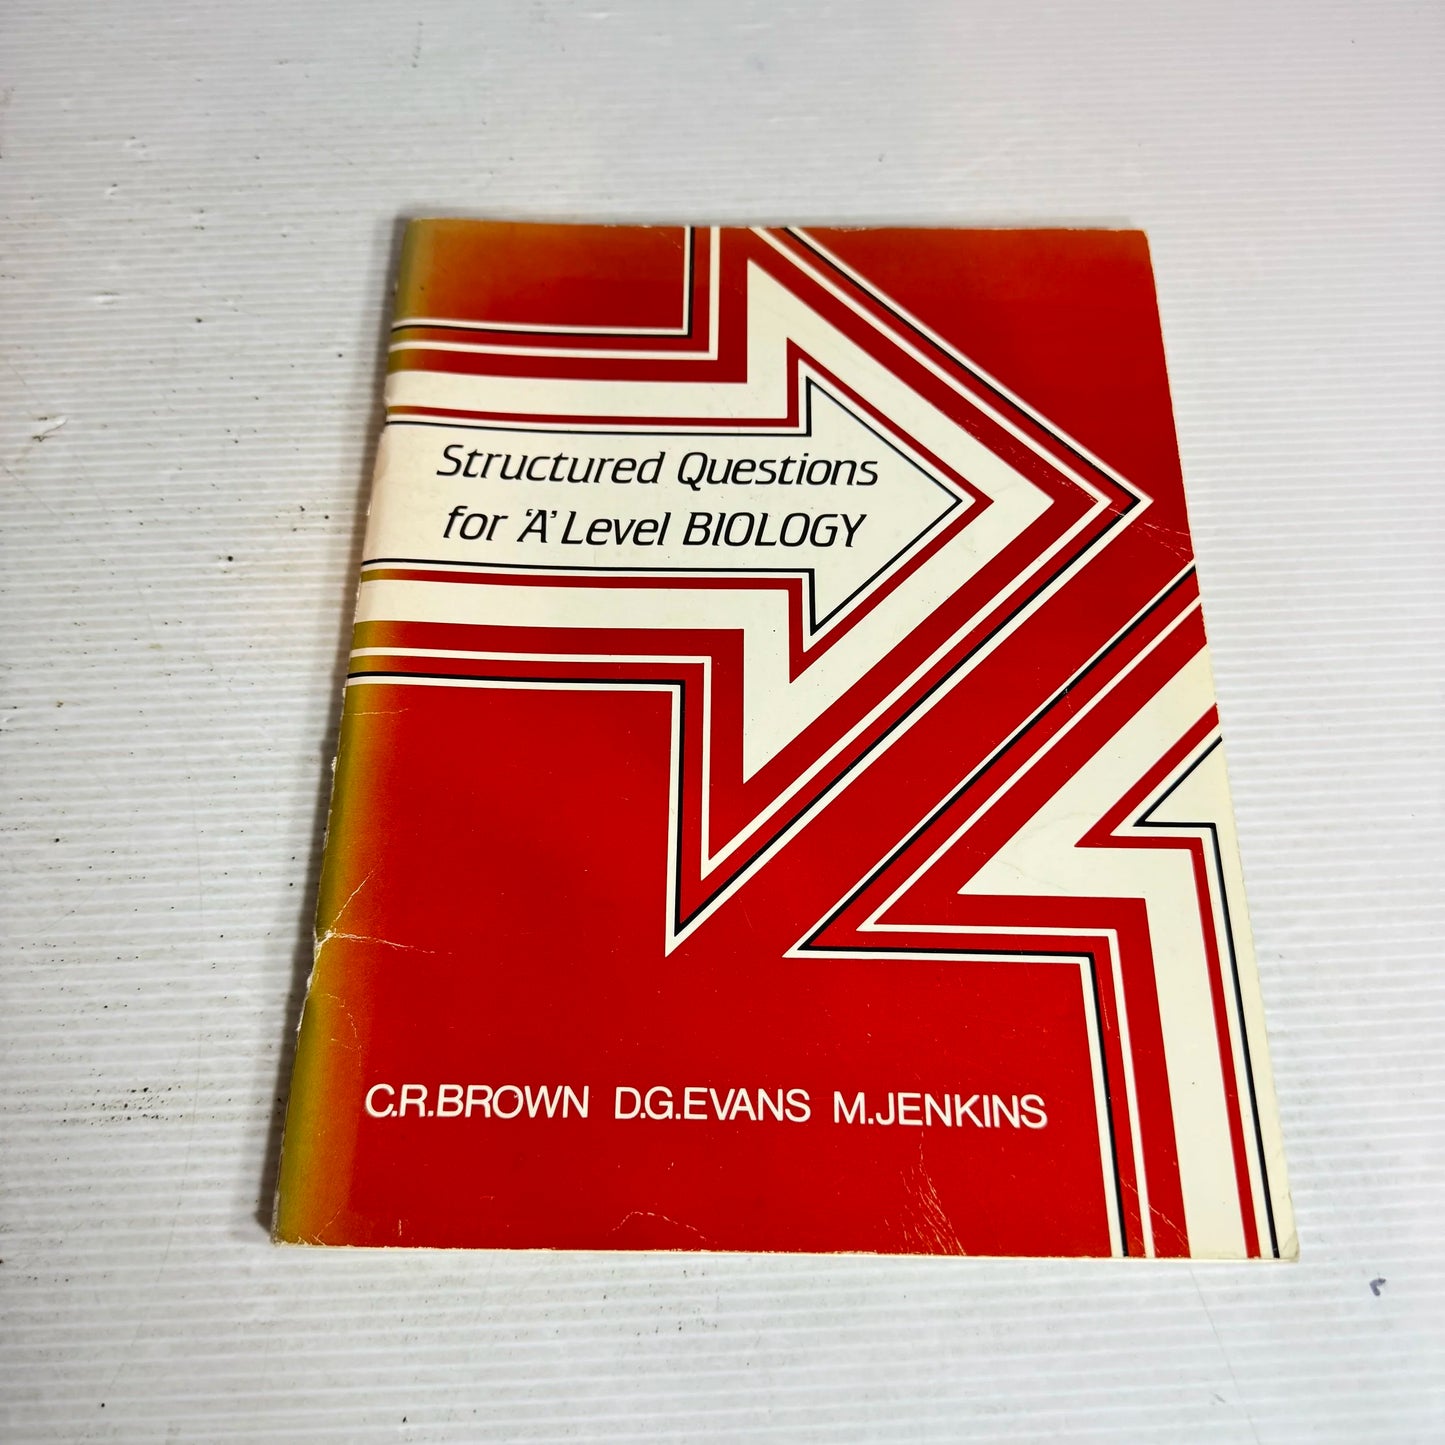 Structured Questions
for 'A' Level BIOLOGY
C.R.BROWN D.G.EVANS M.JENKINS